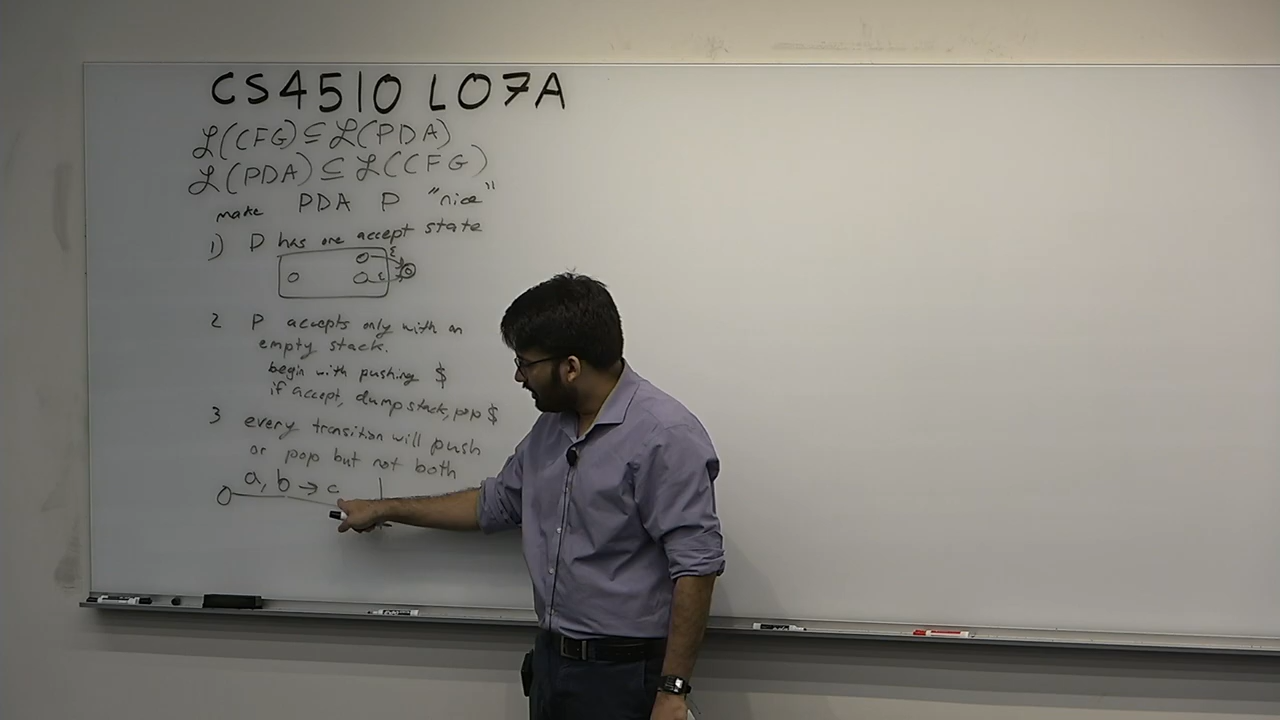 CS4510 L07A
ℒ(CFG) ⊆ ℒ(PDA)
ℒ(PDA) ⊆ ℒ(CFG)
make PDA P "nice"
1) P has one accept state
ε
ε
2 P accepts only with an
empty stack.
begin with pushing $
if accept, dump stack, pop $
3 every transition will push
or pop but not both
a, b → c